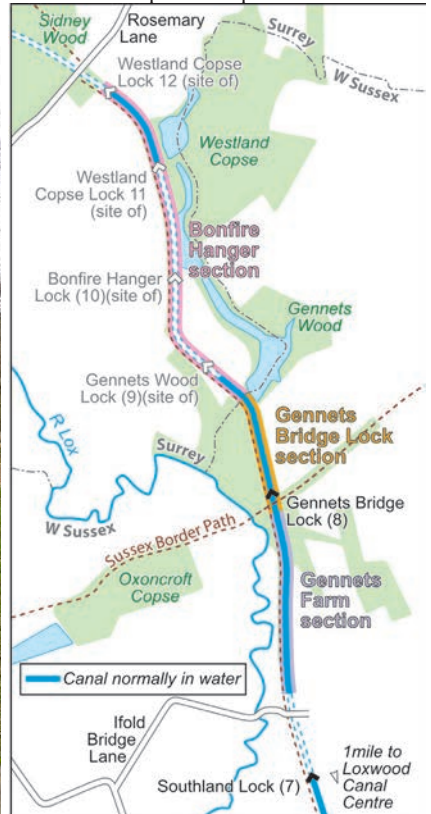 Sidney
Wood
Rosemary
Lane
Surrey
W Sussex
Westland Copse
Lock 12 (site of)
Westland
Copse
Westland
Copse Lock 11
(site of)
Bonfire
Hanger
section
Bonfire Hanger
Lock (10)(site of)
Gennets
Wood
Gennets Wood
Lock (9)(site of)
R Lox
Surrey
W Sussex
Gennets
Bridge Lock
section
Gennets Bridge
Lock (8)
Sussex Border Path
Oxoncroft
Copse
Gennets
Farm
section
Canal normally in water
Ifold
Bridge
Lane
1mile to
Loxwood
Canal
Centre
Southland Lock (7)